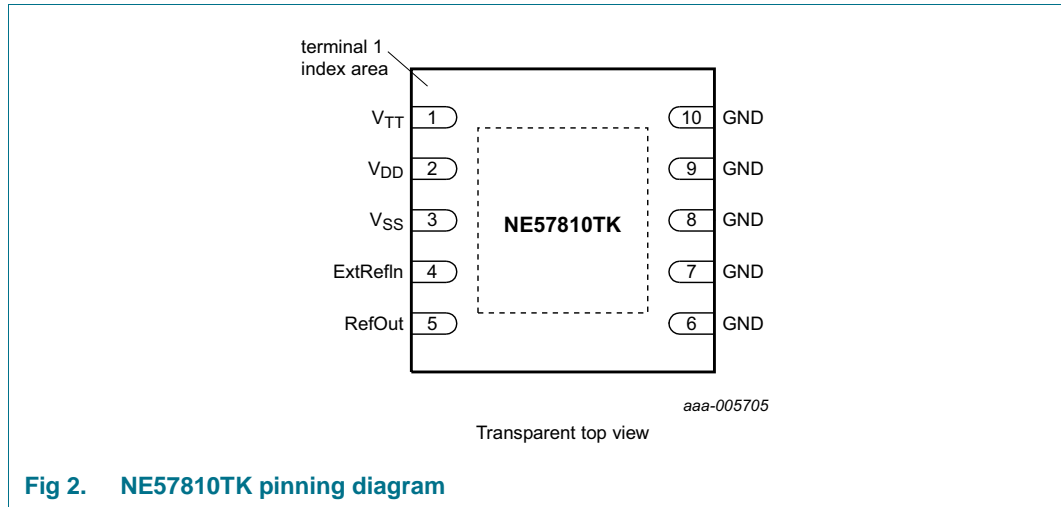 terminal 1
index area
VTT 1 10 GND
VDD 2 9 GND
VSS 3 NE57810TK 8 GND
ExtRefIn 4 7 GND
RefOut 5 6 GND
aaa-005705
Transparent top view
Fig 2. NE57810TK pinning diagram